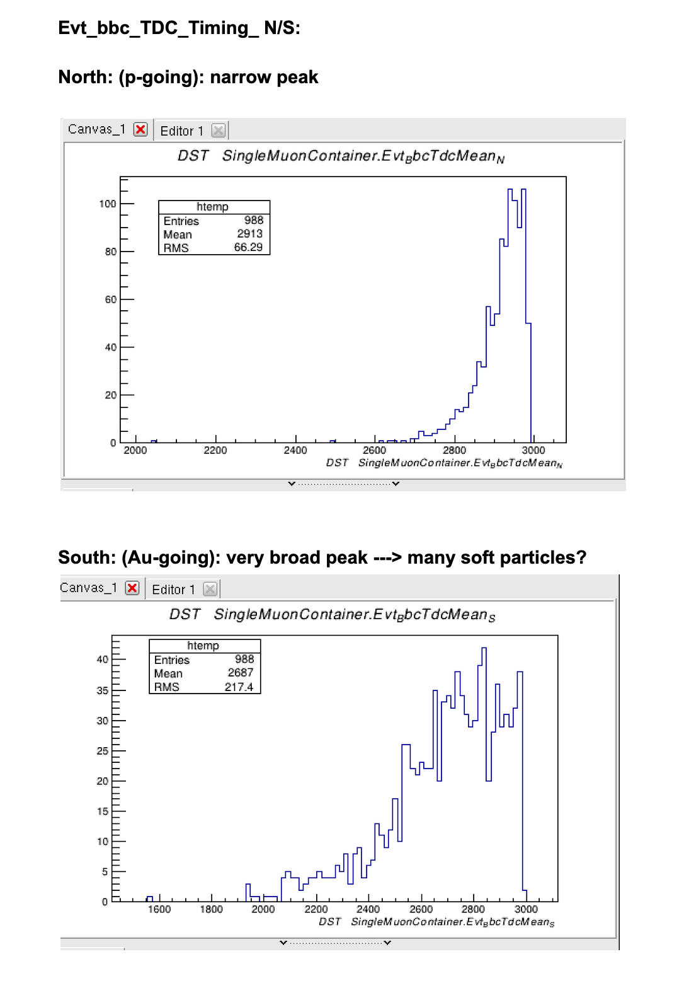 Evt_bbc_TDC_Timing_ N/S:
North: (p-going): narrow peak
Canvas_1 Editor 1
DST SingleMuonContainer.EvtBbcTdcMeanN
htemp
Entries 988
Mean 2913
RMS 66.29
100
80
60
40
20
0
2000 2200 2400 2600 2800 3000
DST SingleMuonContainer.EvtBbcTdcMeanN
South: (Au-going): very broad peak ---> many soft particles?
Canvas_1 Editor 1
DST SingleMuonContainer.EvtBbcTdcMeanS
htemp
Entries 988
Mean 2687
RMS 217.4
40
35
30
25
20
15
10
5
0
1600 1800 2000 2200 2400 2600 2800 3000
DST SingleMuonContainer.EvtBbcTdcMeanS